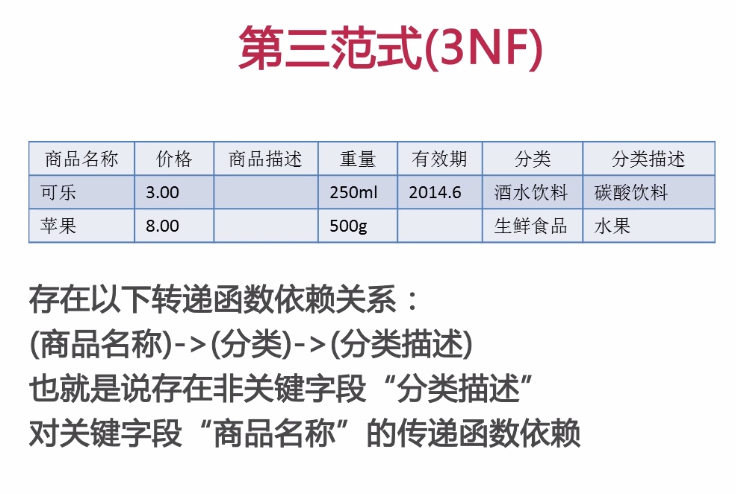 第三范式(3NF)
商品名称 价格 商品描述 重量 有效期 分类 分类描述
可乐 3.00 250ml 2014.6 酒水饮料 碳酸饮料
苹果 8.00 500g 生鲜食品 水果
存在以下转递函数依赖关系：
(商品名称)->(分类)->(分类描述)
也就是说存在非关键字段“分类描述”
对关键字段“商品名称”的传递函数依赖